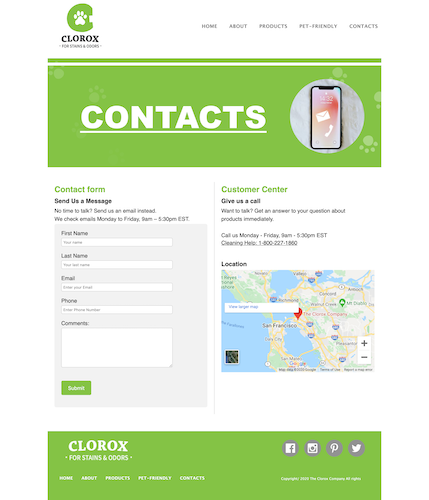 CLOROX
• FOR STAINS & ODORS •
HOME ABOUT PRODUCTS PET-FRIENDLY CONTACTS
CONTACTS
Contact form
Send Us a Message
No time to talk? Send us an email instead.
We check emails Monday to Friday, 9am – 5:30pm EST.
First Name
Your name
Last Name
Your last name
Email
Enter your Email
Phone
Enter Phone Number
Comments:
Submit
Customer Center
Give us a call
Want to talk? Get an answer to your question about
products immediately.
Call us Monday - Friday, 9am - 5:30pm EST
Cleaning Help: 1-800-227-1860
Location
View larger map
Richmond
Concord
Mt Diablo
The Clorox Company
San Francisco
San Mateo
Terms of Use
Report a map error
CLOROX
• FOR STAINS & ODORS •
HOME ABOUT PRODUCTS PET-FRIENDLY CONTACTS
Copyright© 2020 The Clorox Company All rights